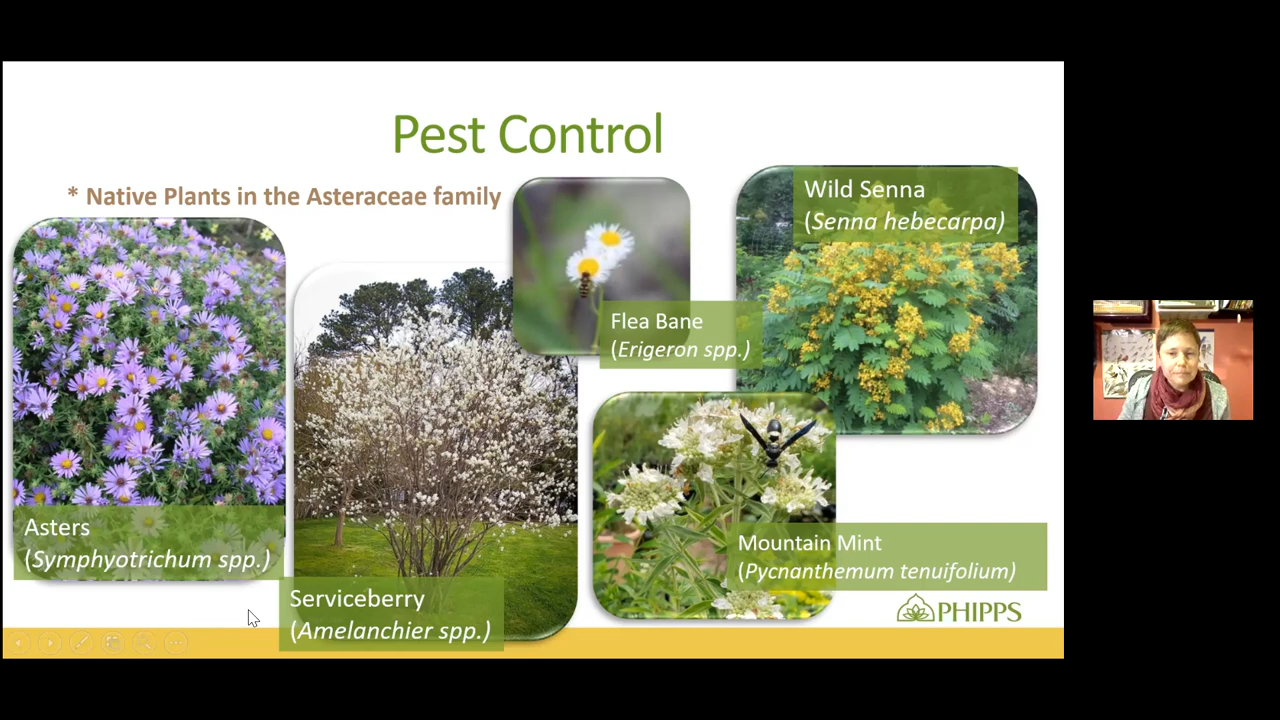 Pest Control
* Native Plants in the Asteraceae family
Asters
(Symphyotrichum spp.)
Serviceberry
(Amelanchier spp.)
Flea Bane
(Erigeron spp.)
Wild Senna
(Senna hebecarpa)
Mountain Mint
(Pycnanthemum tenuifolium)
PHIPPS